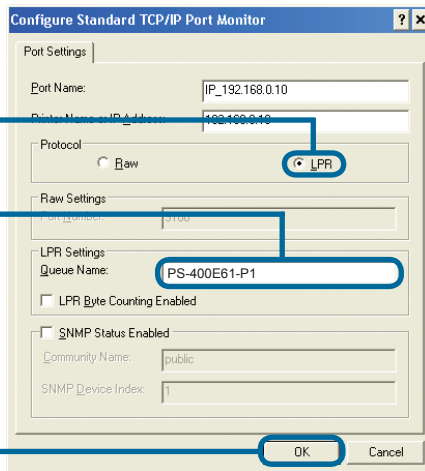 Configure Standard TCP/IP Port Monitor
Port Settings
Port Name: IP_192.168.0.10
Printer Name or IP Address: 192.168.0.10
Protocol
Raw LPR
Raw Settings
Port Number:
LPR Settings
Queue Name: PS-400E61-P1
LPR Byte Counting Enabled
SNMP Status Enabled
Community Name: public
SNMP Device Index: 1
OK Cancel